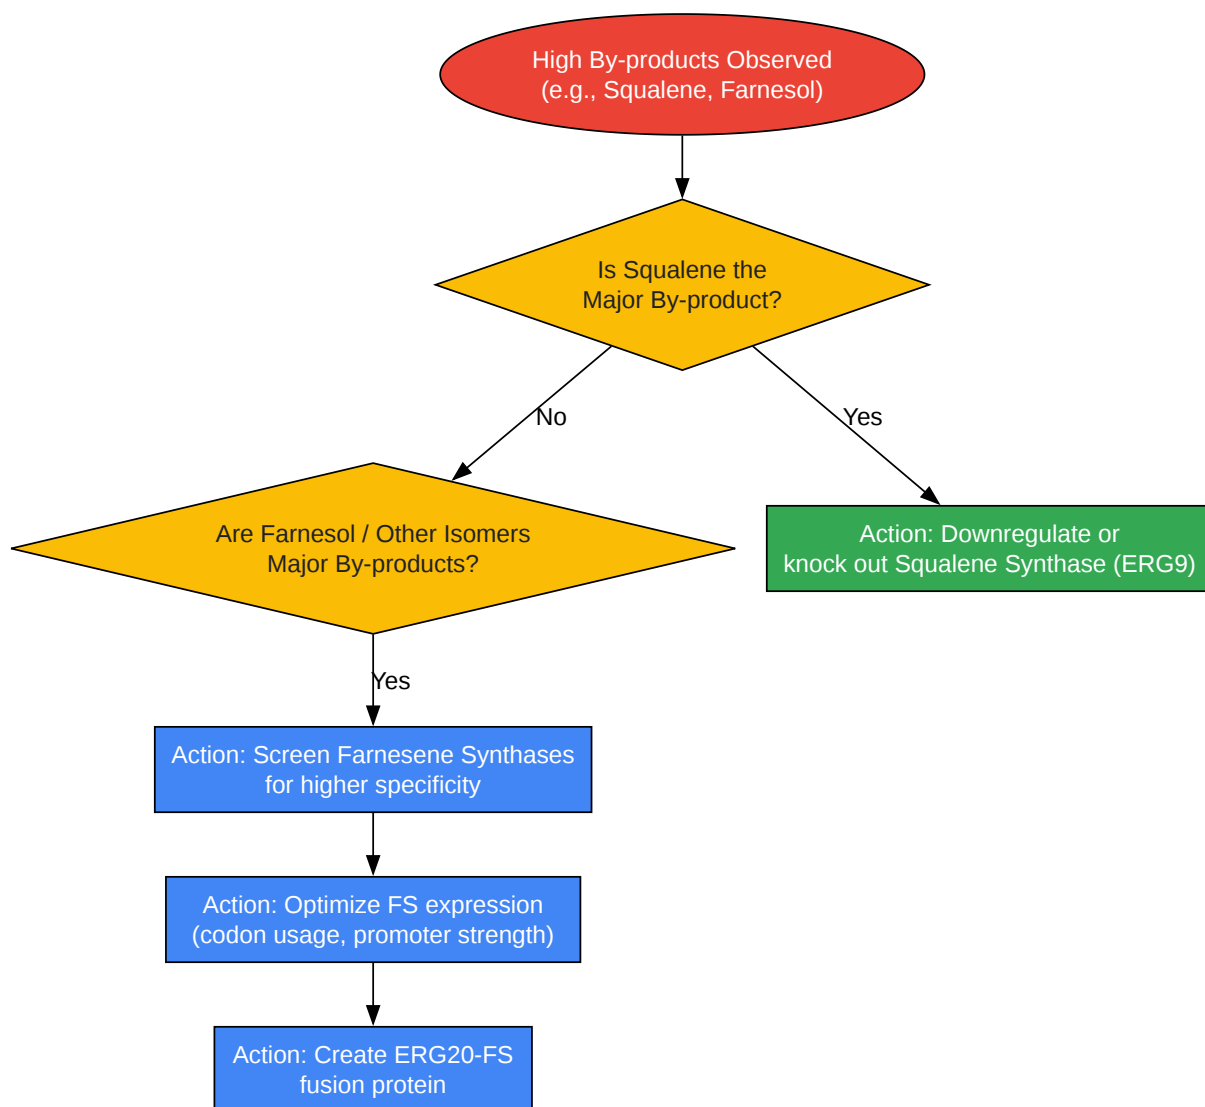 High By-products Observed
(e.g., Squalene, Farnesol)
Is Squalene the
Major By-product?
No
Yes
Are Farnesol / Other Isomers
Major By-products?
Action: Downregulate or
knock out Squalene Synthase (ERG9)
Yes
Action: Screen Farnesene Synthases
for higher specificity
Action: Optimize FS expression
(codon usage, promoter strength)
Action: Create ERG20-FS
fusion protein